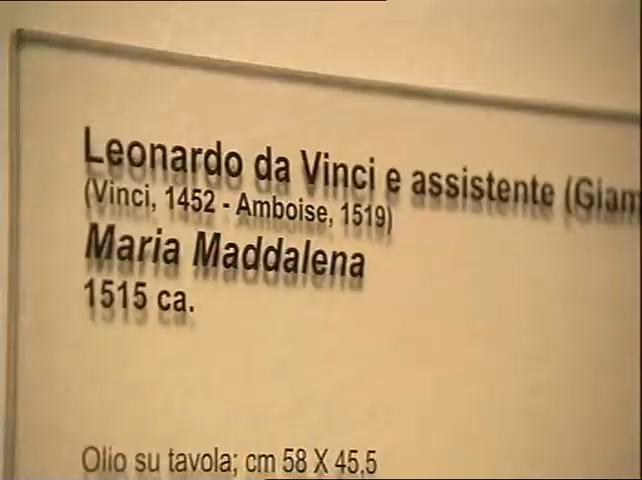 Leonardo da Vinci e assistente (Giam
(Vinci, 1452 - Amboise, 1519)
Maria Maddalena
1515 ca.
Olio su tavola; cm 58 X 45,5